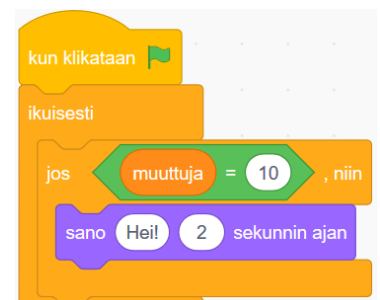 kun klikataan
ikuisesti
jos muuttuja = 10 , niin
sano Hei! 2 sekunnin ajan